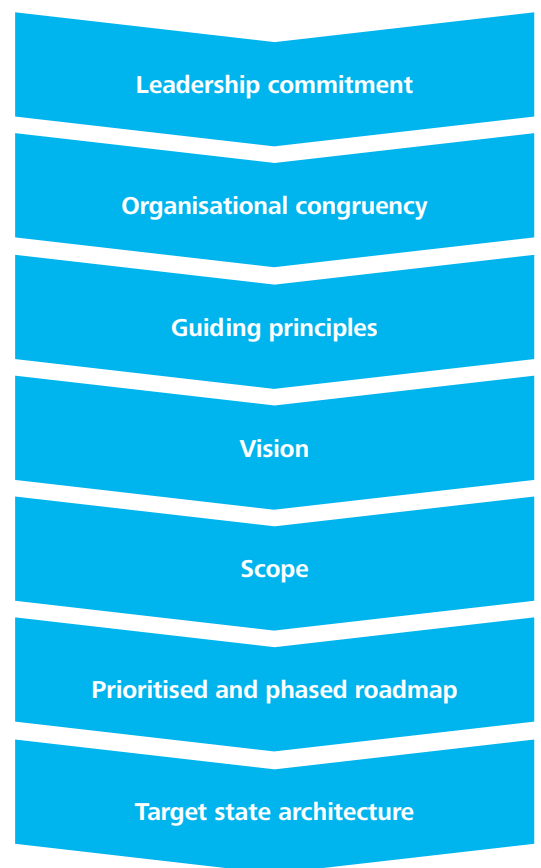 Leadership commitment
Organisational congruency
Guiding principles
Vision
Scope
Prioritised and phased roadmap
Target state architecture